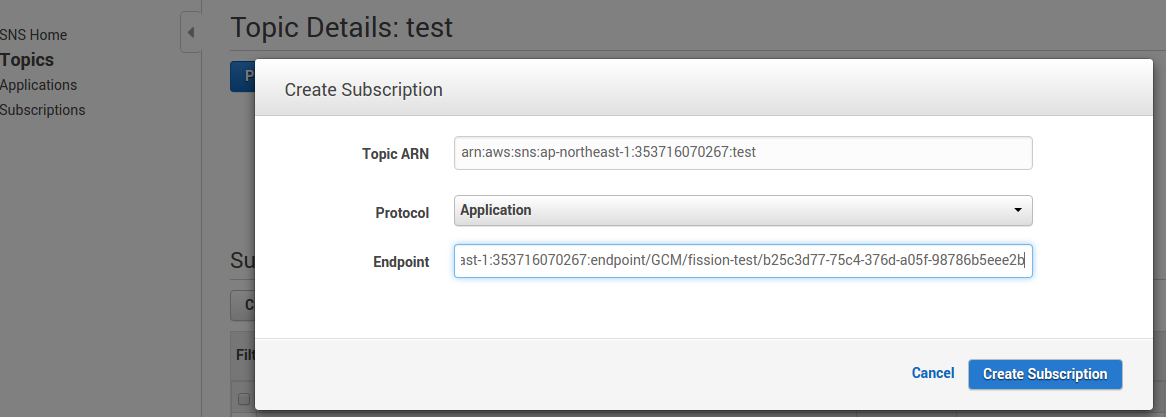 SNS Home
Topics
Applications
Subscriptions
Topic Details: test
P
Create Subscription
Topic ARN
arn:aws:sns:ap-northeast-1:353716070267:test
Protocol
Application
Endpoint
ast-1:353716070267:endpoint/GCM/fission-test/b25c3d77-75c4-376d-a05f-98786b5eee2b
Su
C
Filt
Cancel
Create Subscription